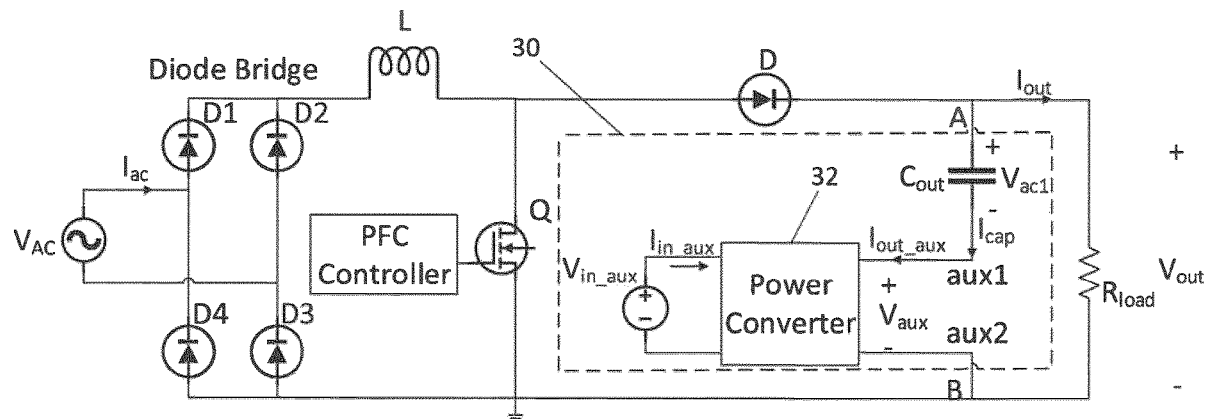 L
30
D
I_out
Diode Bridge
D1
D2
A
+
I_ac
32
C_out
V_ac1
+
-
V_AC
PFC
Controller
Q
I_in_aux
I_out_aux
I_cap
V_in_aux
+
-
Power
Converter
+
V_aux
-
aux1
aux2
R_load
V_out
D4
D3
B
-